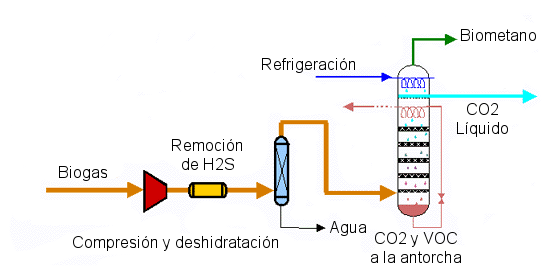 Biometano
Refrigeración
CO2
Líquido
Remoción
de H2S
Biogas
Agua
Compresión y deshidratación
CO2 y VOC
a la antorcha